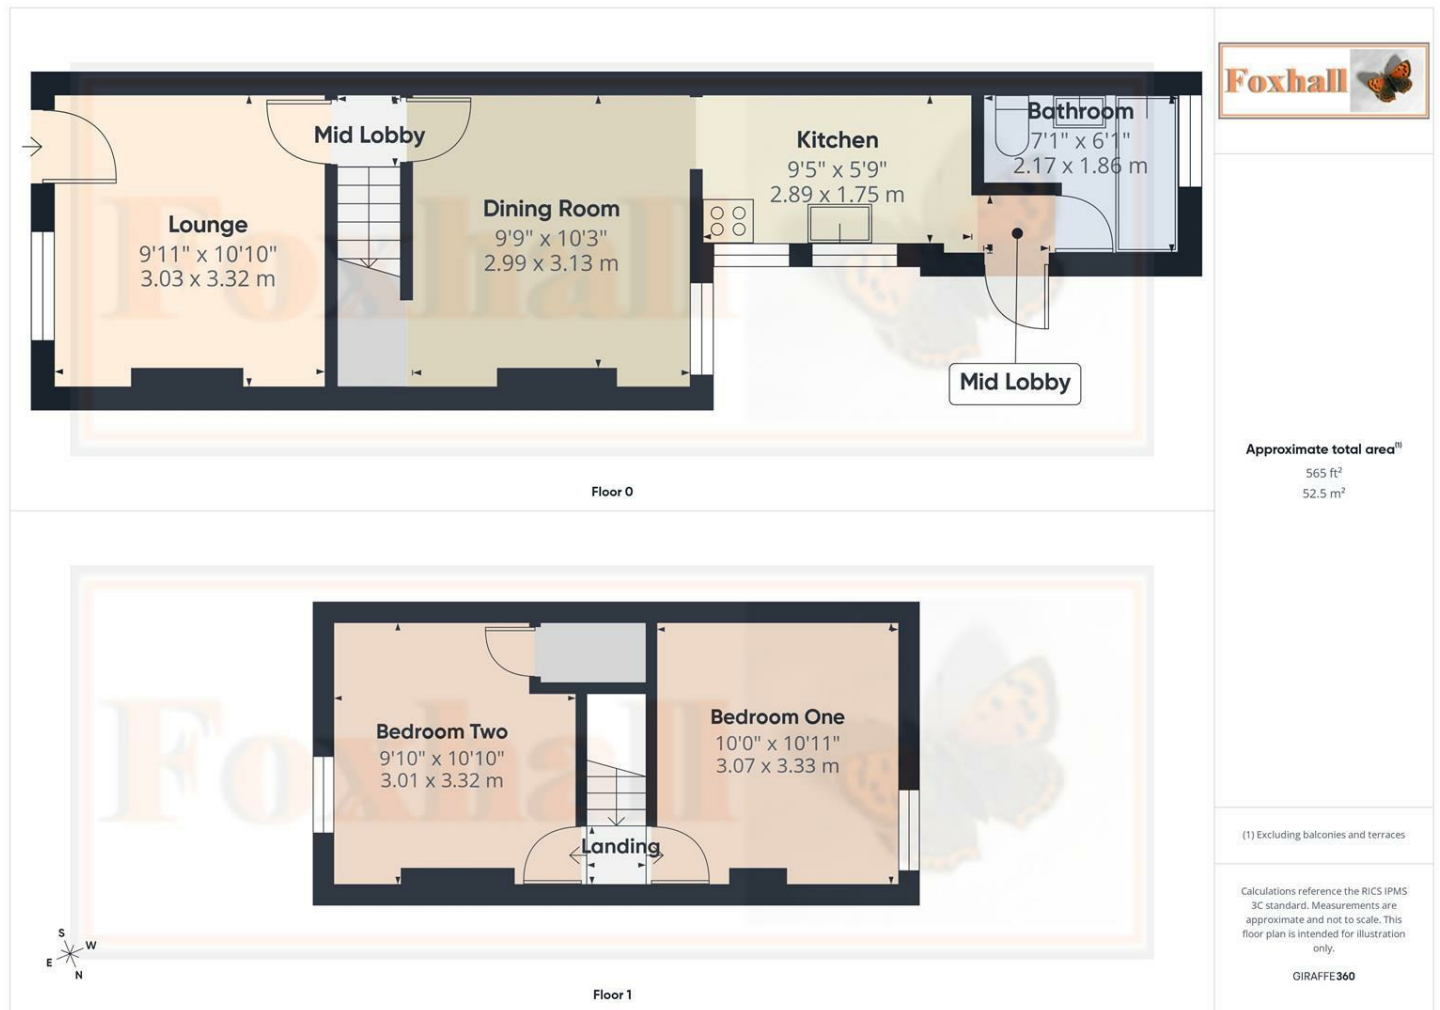 Foxhall
Mid Lobby
Lounge
9'11" x 10'10"
3.03 x 3.32 m
Dining Room
9'9" x 10'3"
2.99 x 3.13 m
Kitchen
9'5" x 5'9"
2.89 x 1.75 m
Bathroom
7'1" x 6'1"
2.17 x 1.86 m
Mid Lobby
Foxhall
Floor 0
Approximate total area(1)
565 ft²
52.5 m²
Bedroom Two
9'10" x 10'10"
3.01 x 3.32 m
Bedroom One
10'0" x 10'11"
3.07 x 3.33 m
Landing
Foxhall
Floor 1
S
W
E
N
(1) Excluding balconies and terraces
Calculations reference the RICS IPMS
3C standard. Measurements are
approximate and not to scale. This
floor plan is intended for illustration
only.
GIRAFFE360